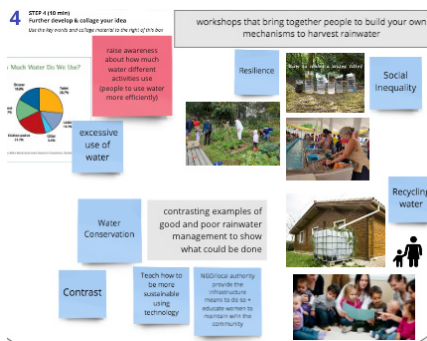 4
STEP 4 (10 min)
Further develop & collage your idea
Use the key words and collage material to the right of this box
workshops that bring together people to build your own
mechanisms to harvest rainwater
raise awareness
about how much
water different
activities use
(people to use water
more efficiently)
Much Water Do We Use?
Resilience
Social
Inequality
excessive
use of
water
Recycling
water
Water
Conservation
contrasting examples of
good and poor rainwater
management to show
what could be done
Contrast
Teach how to
be more
sustainable
using
technology
NGO/local authority
provide the
infrastructure
means to do so +
educate women to
maintain with the
community